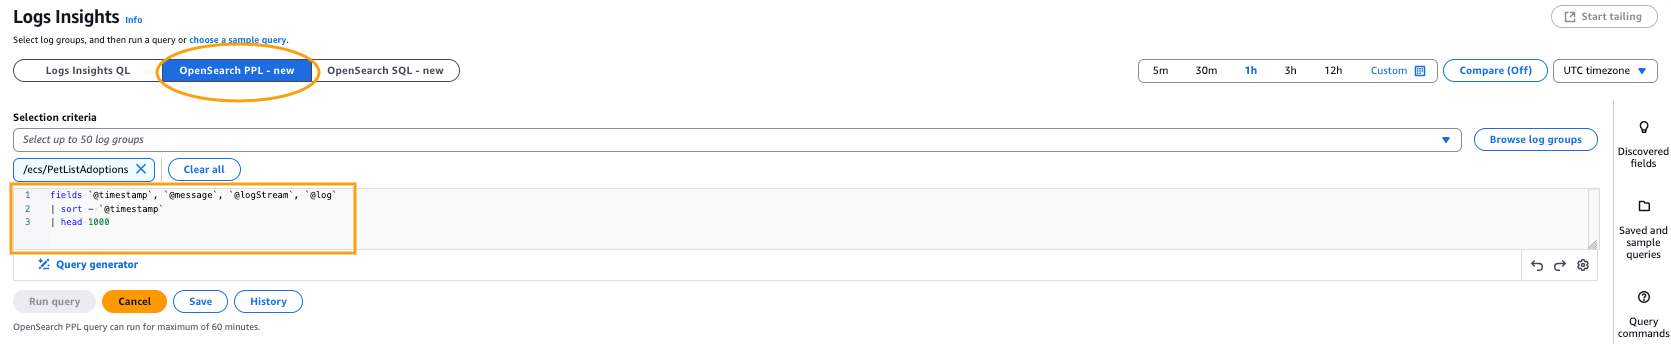 Logs Insights Info
Start tailing
Select log groups, and then run a query or choose a sample query.
Logs Insights QL
OpenSearch PPL - new
OpenSearch SQL - new
5m 30m 1h 3h 12h Custom
Compare (Off)
UTC timezone
Selection criteria
Select up to 50 log groups
Browse log groups
/ecs/PetListAdoptions
Clear all
1 fields `@timestamp`, `@message`, `@logStream`, `@log`
2 | sort - `@timestamp`
3 | head 1000
Query generator
Run query
Cancel
Save
History
OpenSearch PPL query can run for maximum of 60 minutes.
Discovered
fields
Saved and
sample
queries
Query
commands